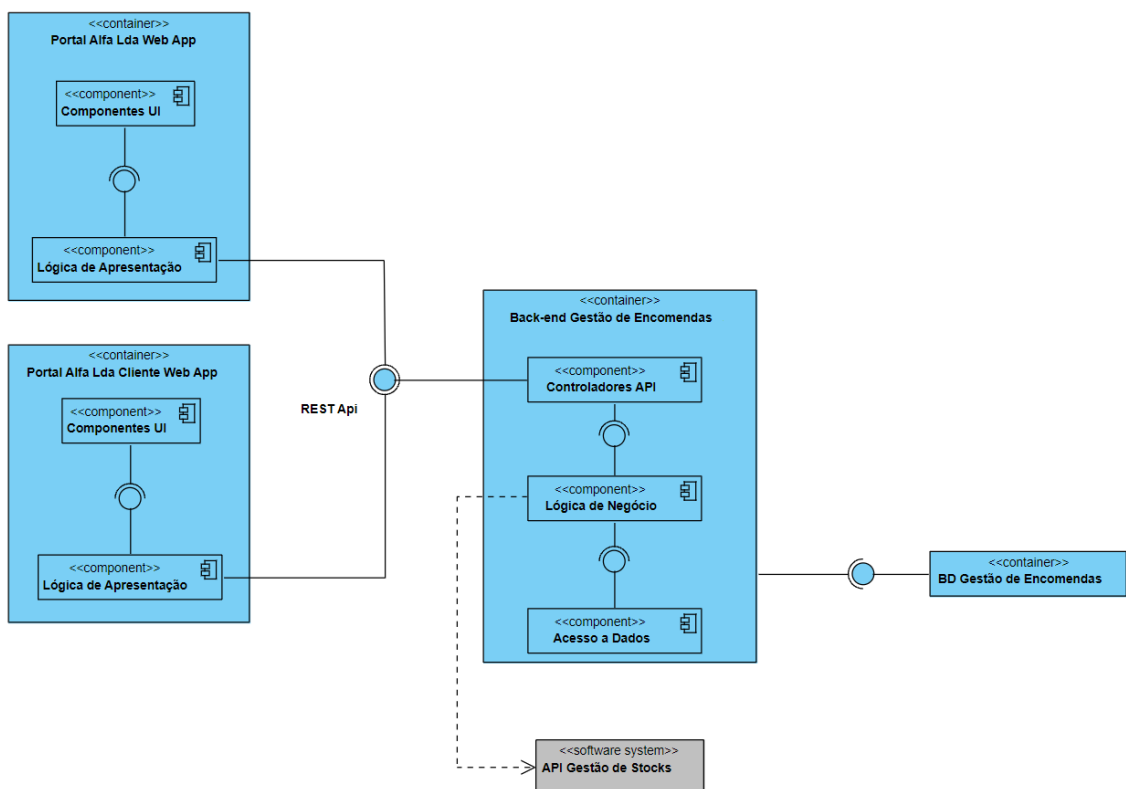 <<container>>
Portal Alfa Lda Web App
<<component>>
Componentes UI
<<component>>
Lógica de Apresentação
<<container>>
Portal Alfa Lda Cliente Web App
<<component>>
Componentes UI
<<component>>
Lógica de Apresentação
REST Api
<<container>>
Back-end Gestão de Encomendas
<<component>>
Controladores API
<<component>>
Lógica de Negócio
<<component>>
Acesso a Dados
<<container>>
BD Gestão de Encomendas
<<software system>>
API Gestão de Stocks